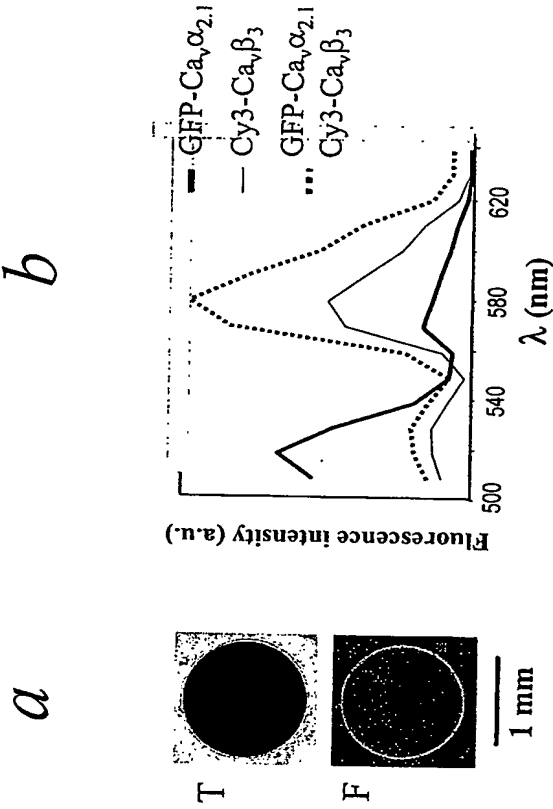 a
T
F
1 mm
b
Fluorescence intensity (a.u.)
500 540 580 620
λ (nm)
GFP-Caᵥα₂.₁
Cy3-Caᵥβ₃
GFP-Caᵥα₂.₁
Cy3-Caᵥβ₃